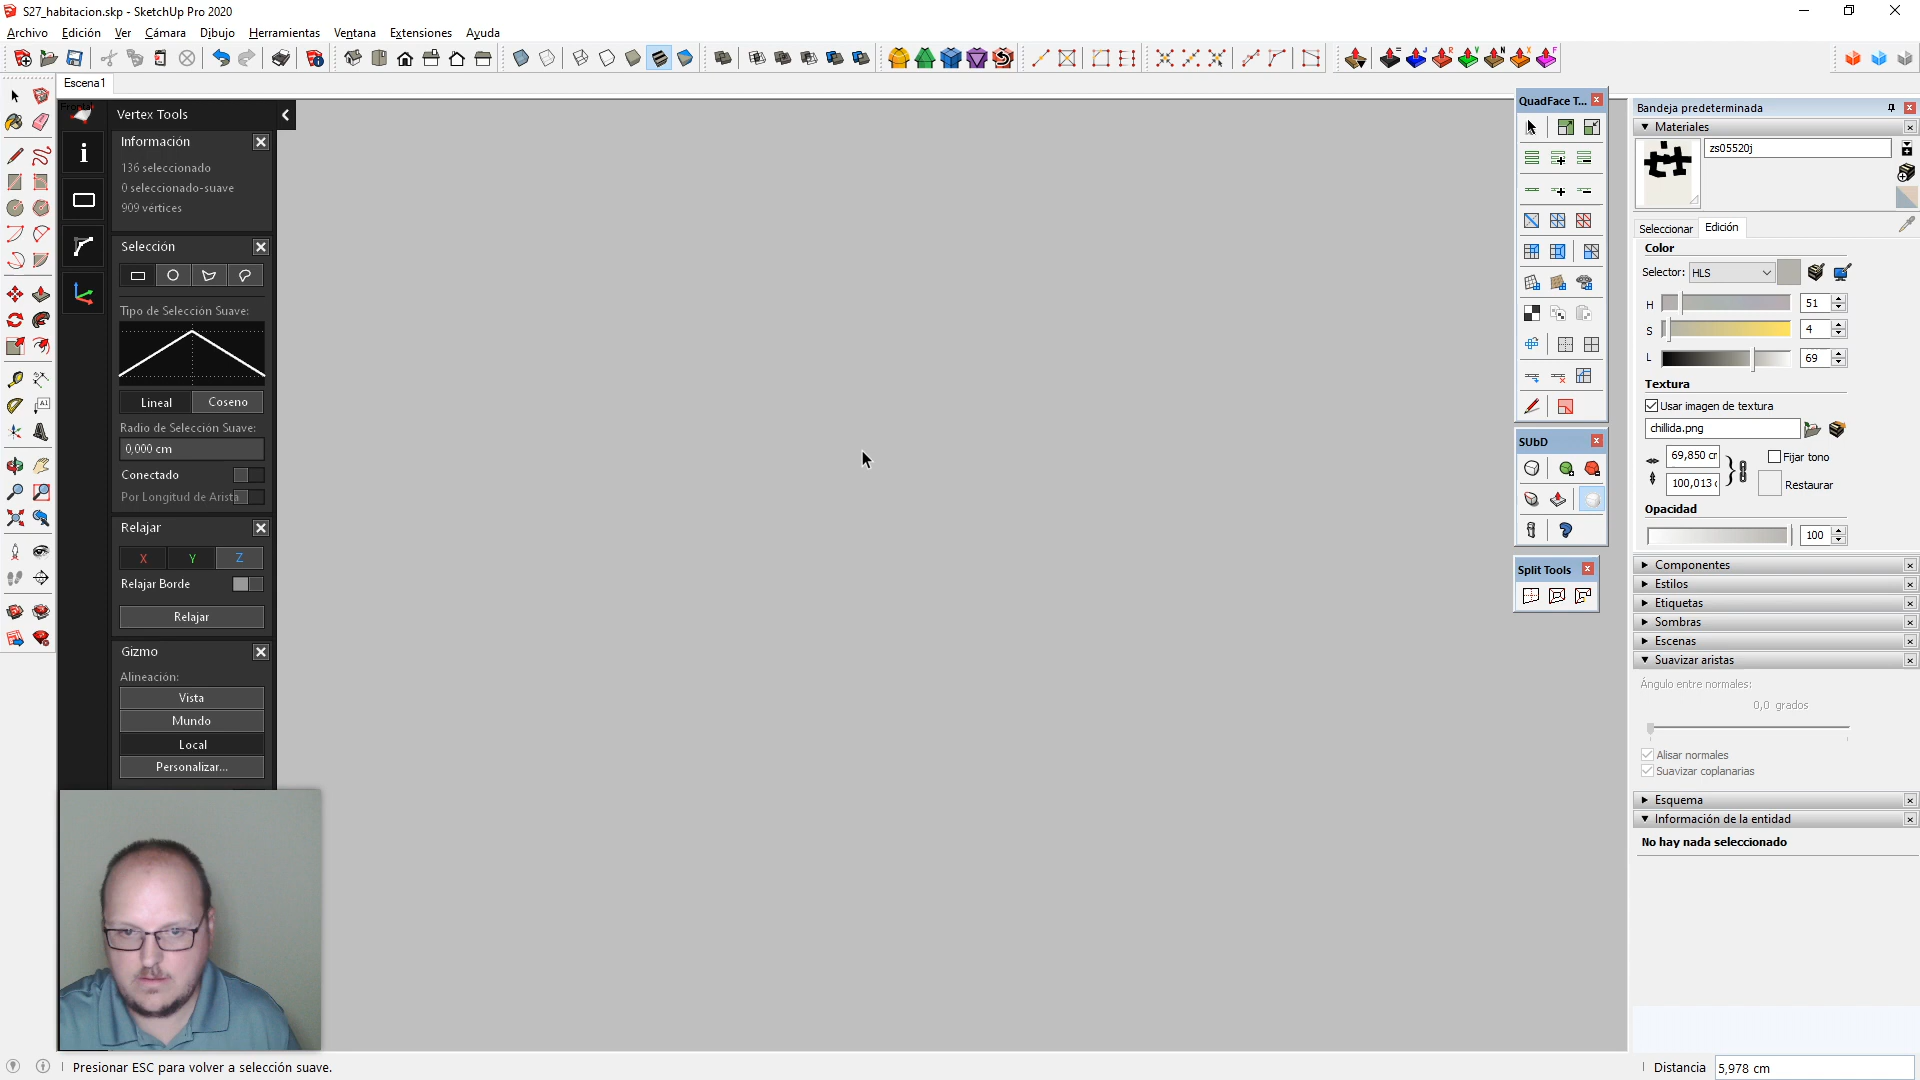 S27_habitacion.skp - SketchUp Pro 2020
Archivo Edición Ver Cámara Dibujo Herramientas Ventana Extensiones Ayuda
Escena1
Vertex Tools
Información
136 seleccionado
0 seleccionado-suave
909 vértices
Selección
Tipo de Selección Suave:
Lineal Coseno
Radio de Selección Suave:
0,000 cm
Conectado
Por Longitud de Arista
Relajar
X Y Z
Relajar Borde
Relajar
Gizmo
Alineación:
Vista
Mundo
Local
Personalizar...
QuadFace T...
SUbD
Split Tools
Bandeja predeterminada
Materiales
zs05520j
Seleccionar Edición
Color
Selector: HLS
H 51
S 4
L 69
Textura
Usar imagen de textura
chillida.png
69,850 cr
Fijar tono
100,013
Restaurar
Opacidad
100
Componentes
Estilos
Etiquetas
Sombras
Escenas
Suavizar aristas
Ángulo entre normales:
0,0 grados
Alisar normales
Suavizar coplanarias
Esquema
Información de la entidad
No hay nada seleccionado
Presionar ESC para volver a selección suave.
Distancia 5,978 cm